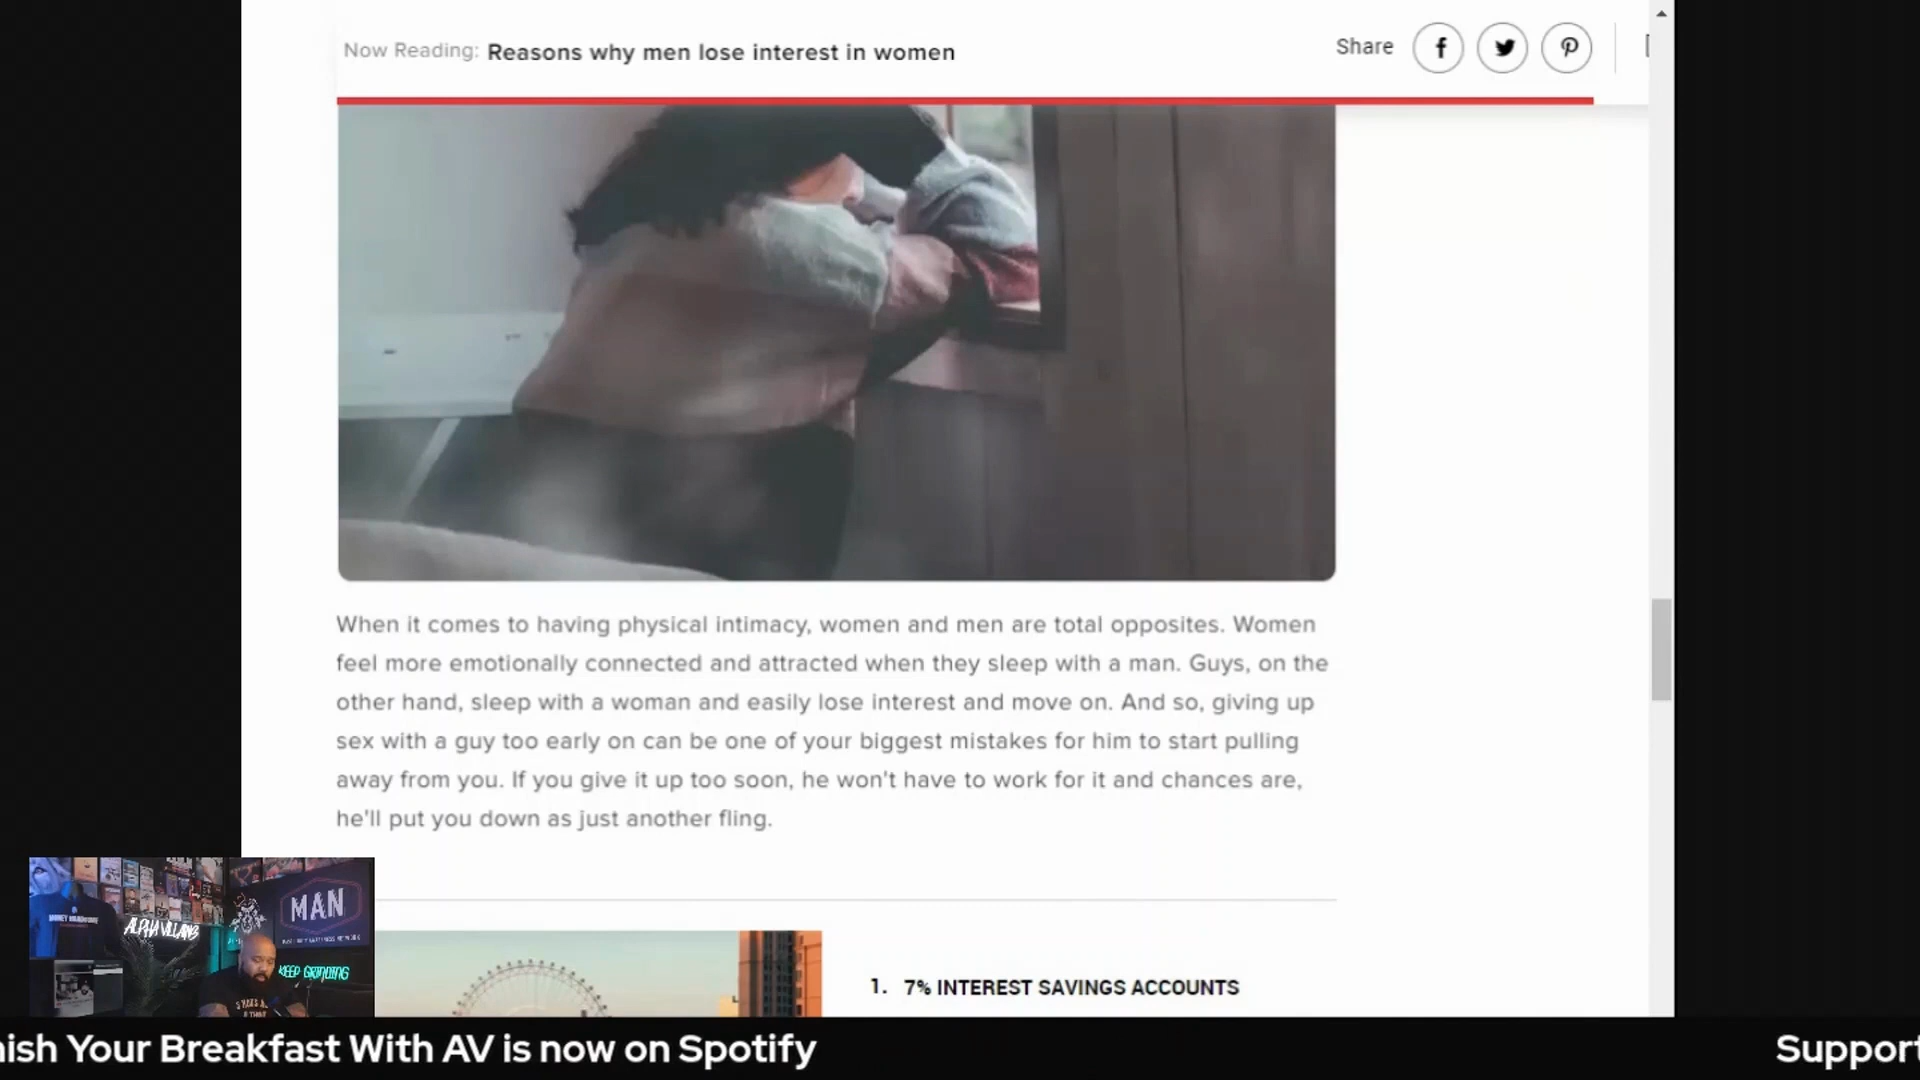 Now Reading: Reasons why men lose interest in women
Share
When it comes to having physical intimacy, women and men are total opposites. Women
feel more emotionally connected and attracted when they sleep with a man. Guys, on the
other hand, sleep with a woman and easily lose interest and move on. And so, giving up
sex with a guy too early on can be one of your biggest mistakes for him to start pulling
away from you. If you give it up too soon, he won't have to work for it and chances are,
he'll put you down as just another fling.
MAN
ALPHA VILLAINS
KEEP GRINDING
1. 7% INTEREST SAVINGS ACCOUNTS
ish Your Breakfast With AV is now on Spotify
Support